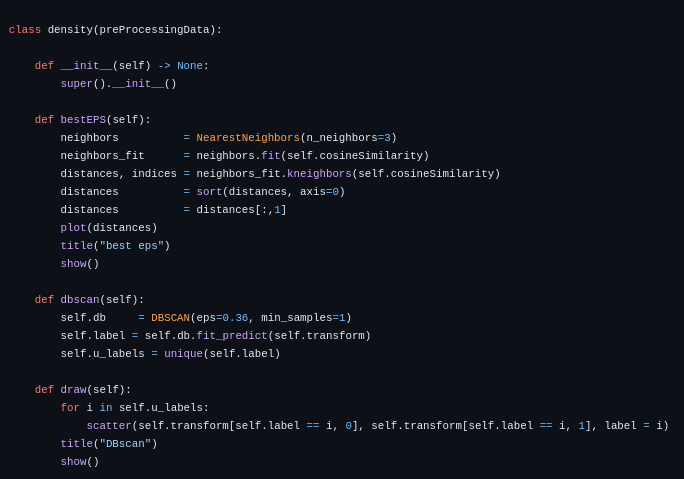 class density(preProcessingData):
    def __init__(self) -> None:
        super().__init__()
    def bestEPS(self):
        neighbors          = NearestNeighbors(n_neighbors=3)
        neighbors_fit      = neighbors.fit(self.cosineSimilarity)
        distances, indices = neighbors_fit.kneighbors(self.cosineSimilarity)
        distances          = sort(distances, axis=0)
        distances          = distances[:,1]
        plot(distances)
        title("best eps")
        show()
    def dbscan(self):
        self.db     = DBSCAN(eps=0.36, min_samples=1)
        self.label = self.db.fit_predict(self.transform)
        self.u_labels = unique(self.label)
    def draw(self):
        for i in self.u_labels:
            scatter(self.transform[self.label == i, 0], self.transform[self.label == i, 1], label = i)
        title("DBscan")
        show()